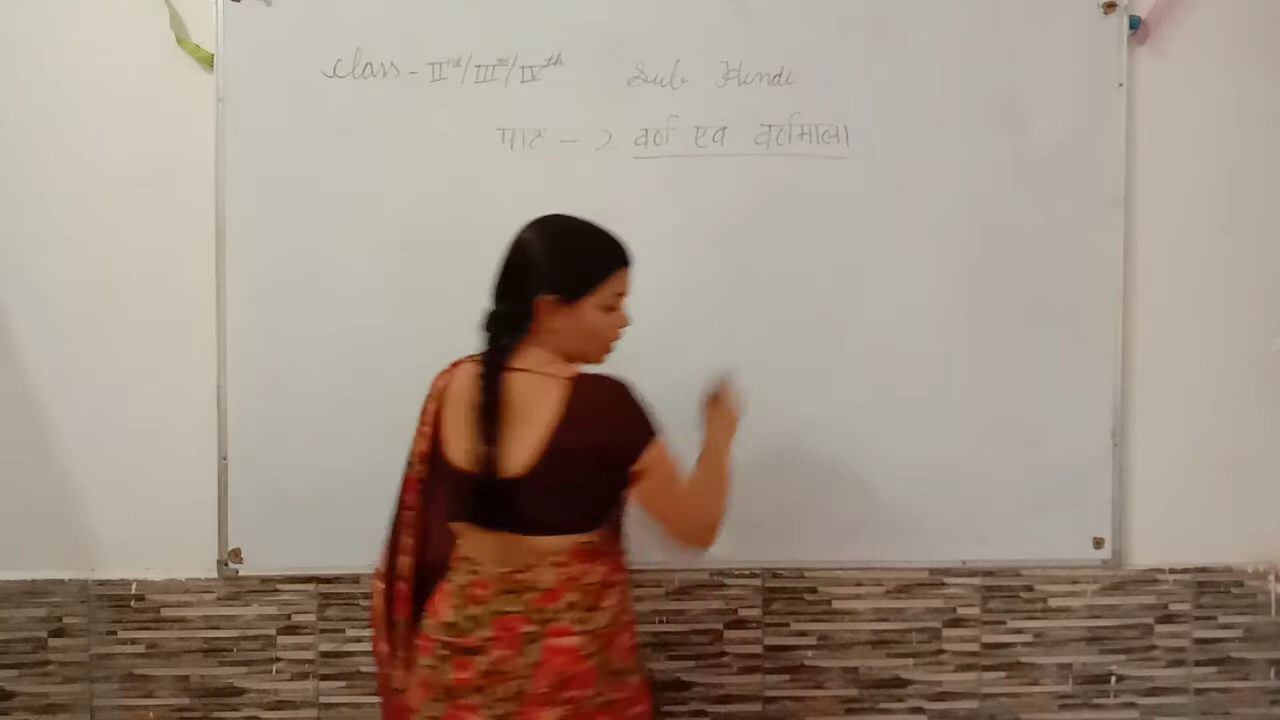 Class - IInd/IIIrd/IVth Sub Hindi
पाठ - 2 वर्ण एवं वर्णमाला